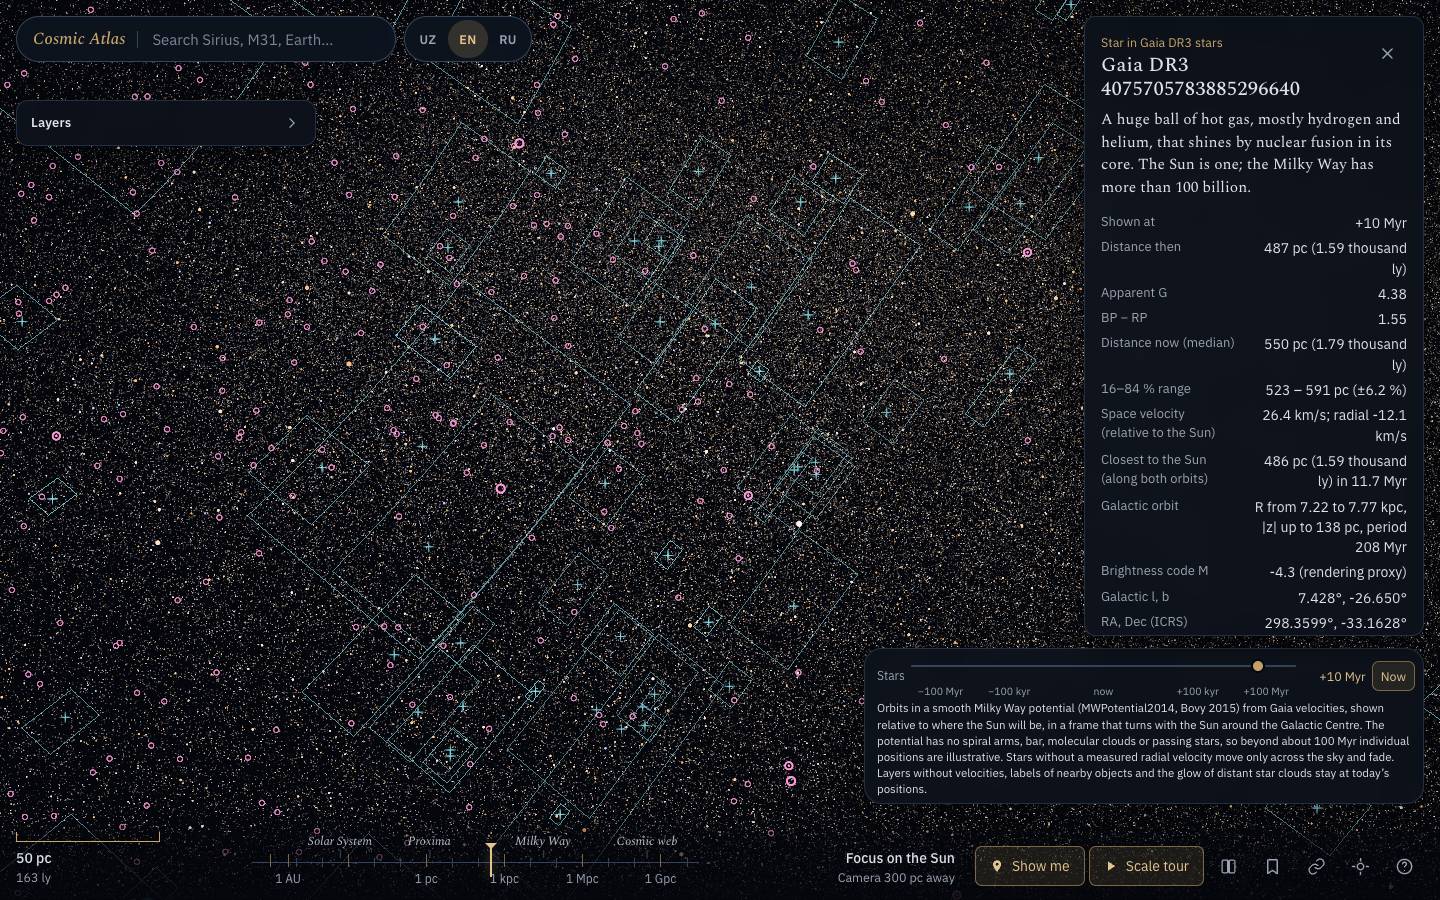 Cosmic Atlas
Search Sirius, M31, Earth...
UZ
EN
RU
Layers
Star in Gaia DR3 stars
Gaia DR3
4075705783885296640
A huge ball of hot gas, mostly hydrogen and
helium, that shines by nuclear fusion in its
core. The Sun is one; the Milky Way has
more than 100 billion.
Shown at
+10 Myr
Distance then
487 pc (1.59 thousand
ly)
Apparent G
4.38
BP − RP
1.55
Distance now (median)
550 pc (1.79 thousand
ly)
16–84 % range
523 – 591 pc (±6.2 %)
Space velocity
(relative to the Sun)
26.4 km/s; radial -12.1
km/s
Closest to the Sun
(along both orbits)
486 pc (1.59 thousand
ly) in 11.7 Myr
Galactic orbit
R from 7.22 to 7.77 kpc,
|z| up to 138 pc, period
208 Myr
Brightness code M
-4.3 (rendering proxy)
Galactic l, b
7.428°, -26.650°
RA, Dec (ICRS)
298.3599°, -33.1628°
Stars
−100 Myr
−100 kyr
now
+100 kyr
+100 Myr
+10 Myr
Now
Orbits in a smooth Milky Way potential (MWPotential2014, Bovy 2015) from Gaia velocities, shown
relative to where the Sun will be, in a frame that turns with the Sun around the Galactic Centre. The
potential has no spiral arms, bar, molecular clouds or passing stars, so beyond about 100 Myr individual
positions are illustrative. Stars without a measured radial velocity move only across the sky and fade.
Layers without velocities, labels of nearby objects and the glow of distant star clouds stay at today's
positions.
50 pc
163 ly
Solar System
Proxima
Milky Way
Cosmic web
1 AU
1 pc
1 kpc
1 Mpc
1 Gpc
Focus on the Sun
Camera 300 pc away
Show me
Scale tour